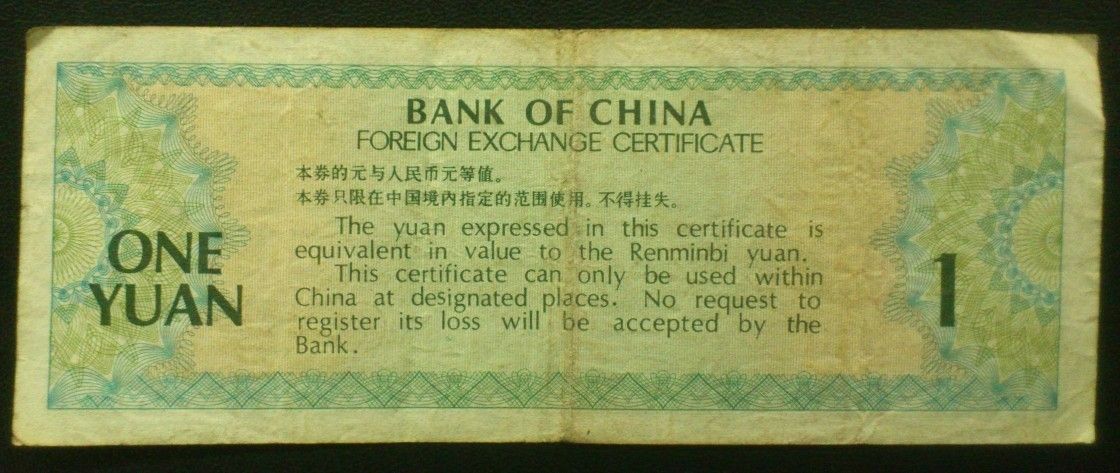 BANK OF CHINA
FOREIGN EXCHANGE CERTIFICATE
本券的元与人民币元等值。
本券只限在中国境内指定的范围使用。不得挂失。
The yuan expressed in this certificate is
equivalent in value to the Renminbi yuan.
This certificate can only be used within
China at designated places. No request to
register its loss will be accepted by the
Bank.
ONE
YUAN
1